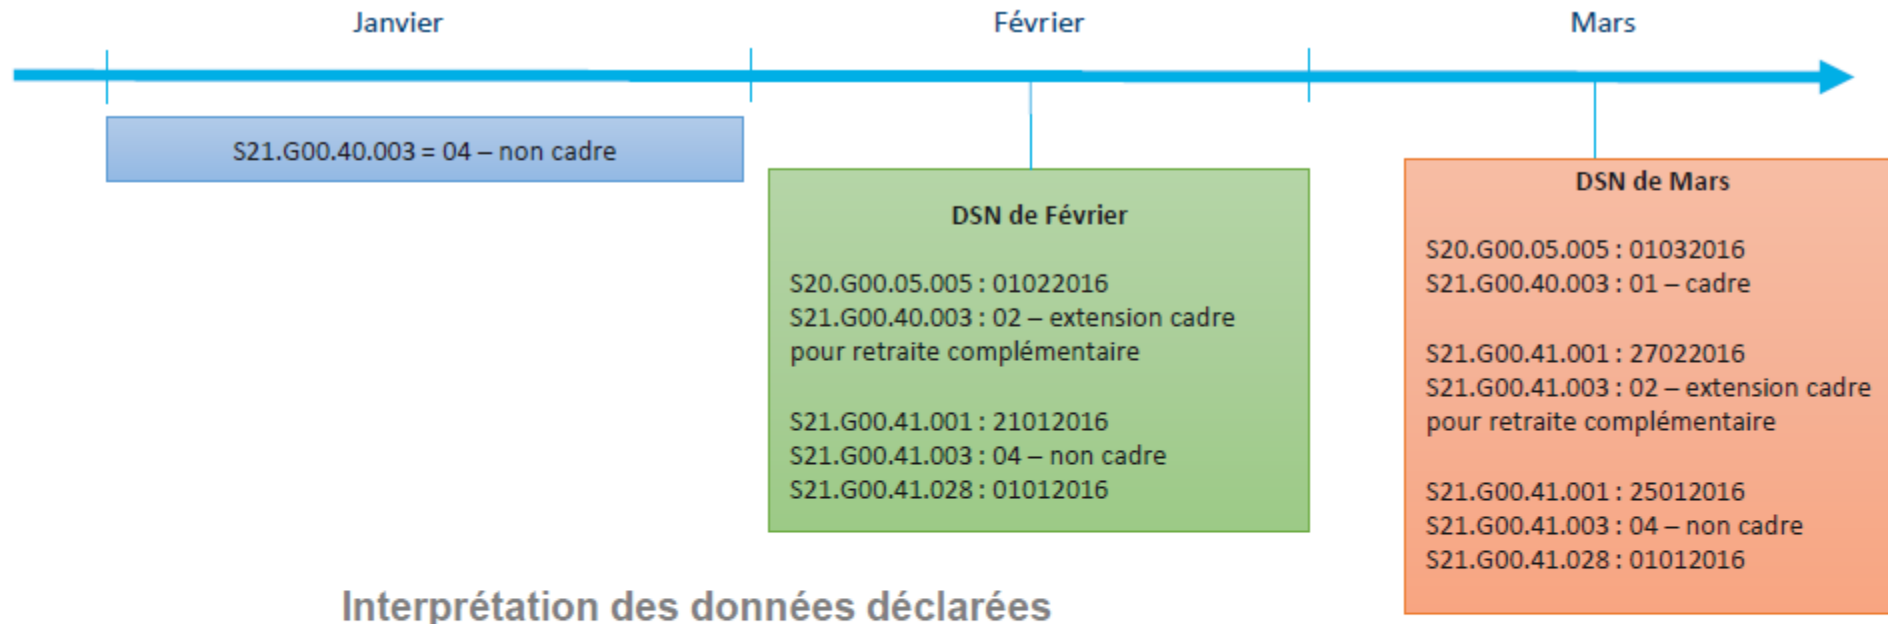 Janvier
Février
Mars
S21.G00.40.003 = 04 – non cadre
DSN de Février
S20.G00.05.005 : 01022016
S21.G00.40.003 : 02 – extension cadre
pour retraite complémentaire
S21.G00.41.001 : 21012016
S21.G00.41.003 : 04 – non cadre
S21.G00.41.028 : 01012016
DSN de Mars
S20.G00.05.005 : 01032016
S21.G00.40.003 : 01 – cadre
S21.G00.41.001 : 27022016
S21.G00.41.003 : 02 – extension cadre
pour retraite complémentaire
S21.G00.41.001 : 25012016
S21.G00.41.003 : 04 – non cadre
S21.G00.41.028 : 01012016
Interprétation des données déclarées